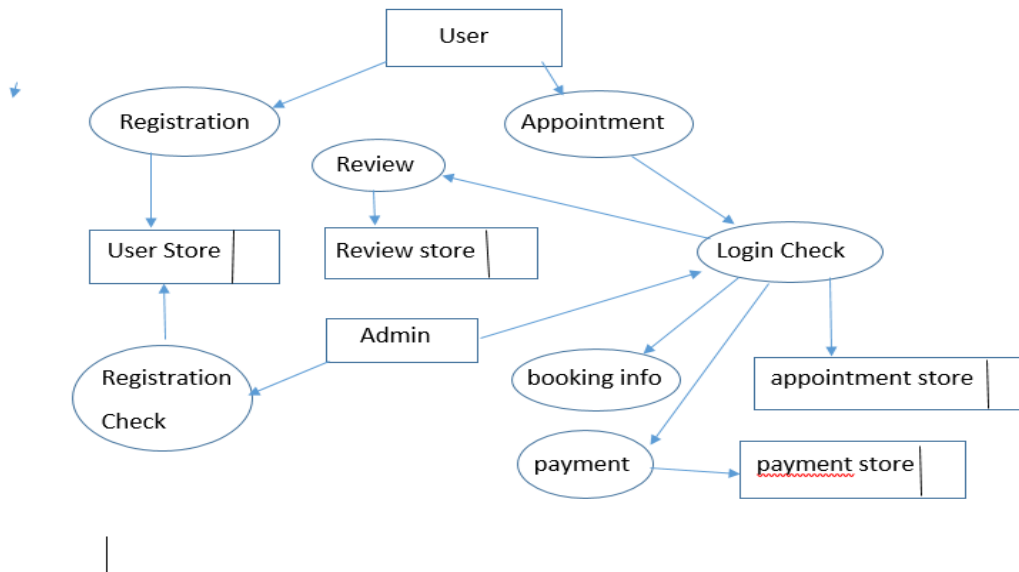 User
Registration
Appointment
Review
User Store
Review store
Login Check
Admin
Registration
Check
booking info
appointment store
payment
payment store